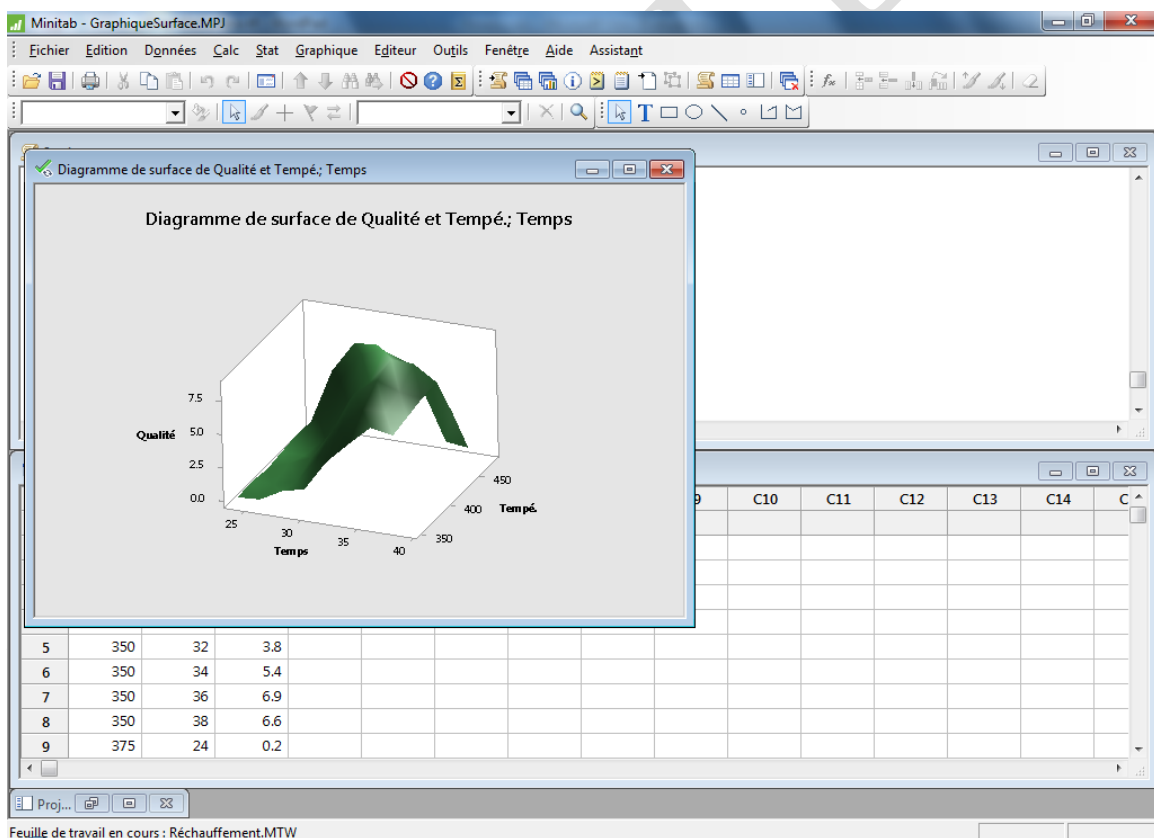 Minitab - GraphiqueSurface.MPJ
Fichier Edition Données Calc Stat Graphique Editeur Outils Fenêtre Aide Assistant
Diagramme de surface de Qualité et Tempé.; Temps
Diagramme de surface de Qualité et Tempé.; Temps
7.5
Qualité 5.0
2.5
0.0
25
30
35
40
Temps
350
400
450
Tempé.
C10 C11 C12 C13 C14 C
5 350 32 3.8
6 350 34 5.4
7 350 36 6.9
8 350 38 6.6
9 375 24 0.2
Proj...
Feuille de travail en cours : Réchauffement.MTW